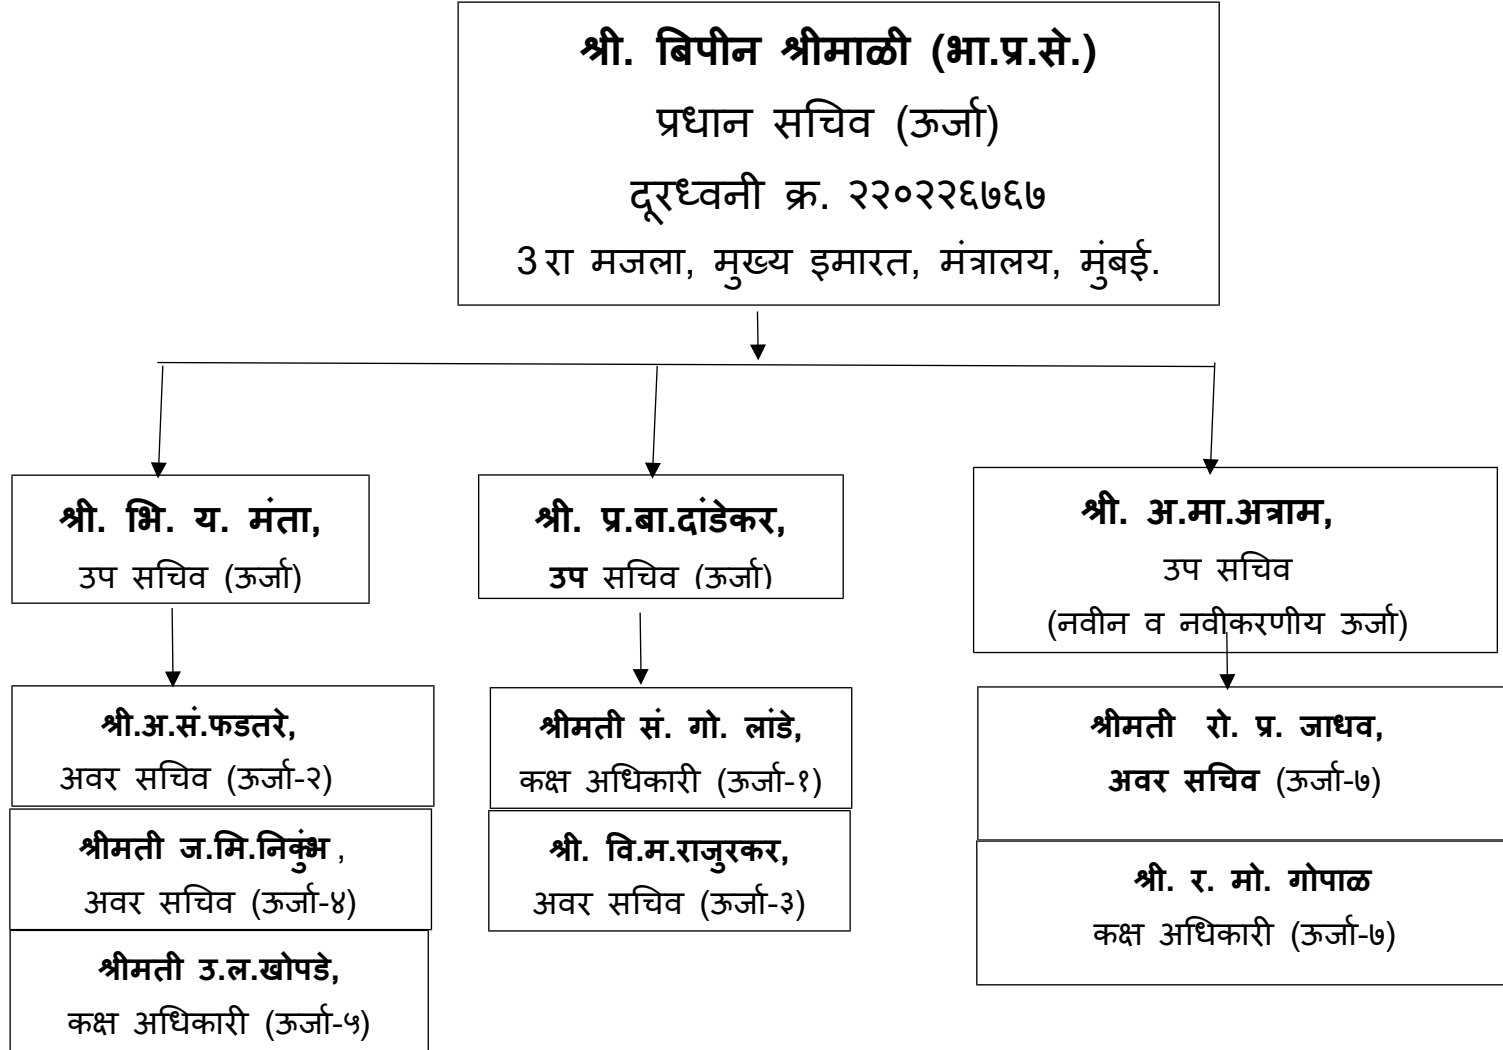 श्री. बिपीन श्रीमाळी (भा.प्र.से.)
प्रधान सचिव (ऊर्जा)
दूरध्वनी क्र. २२०२२६७६७
3 रा मजला, मुख्य इमारत, मंत्रालय, मुंबई.
श्री. भि. य. मंता,
उप सचिव (ऊर्जा)
श्री. प्र.बा.दांडेकर,
उप सचिव (ऊर्जा)
श्री. अ.मा.अत्राम,
उप सचिव
(नवीन व नवीकरणीय ऊर्जा)
श्री.अ.सं.फडतरे,
अवर सचिव (ऊर्जा-२)
श्रीमती ज.मि.निकुंभ ,
अवर सचिव (ऊर्जा-४)
श्रीमती उ.ल.खोपडे,
कक्ष अधिकारी (ऊर्जा-५)
श्रीमती सं. गो. लांडे,
कक्ष अधिकारी (ऊर्जा-१)
श्री. वि.म.राजुरकर,
अवर सचिव (ऊर्जा-३)
श्रीमती रो. प्र. जाधव,
अवर सचिव (ऊर्जा-७)
श्री. र. मो. गोपाळ
कक्ष अधिकारी (ऊर्जा-७)